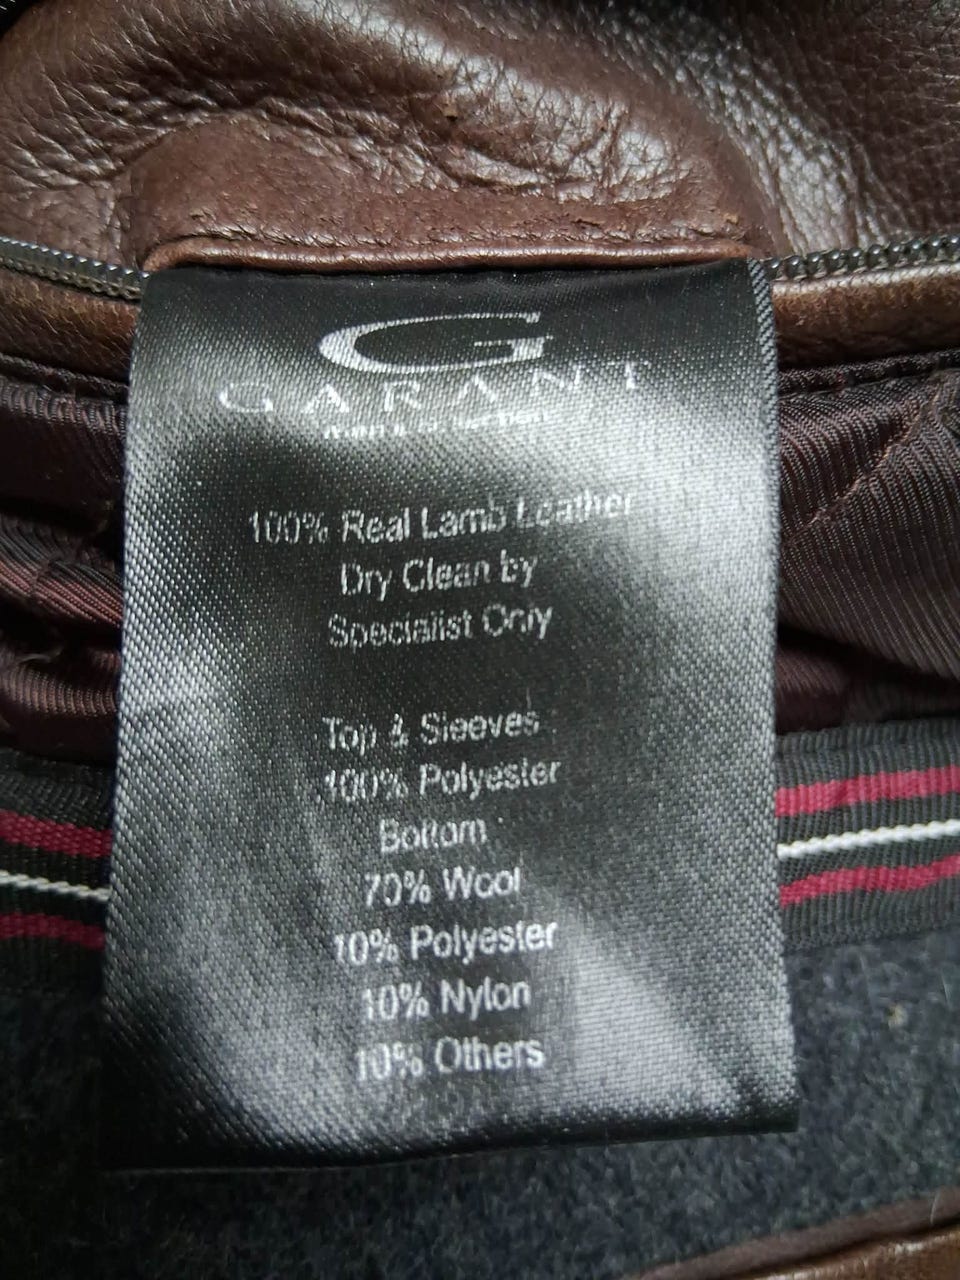 G
GARANT
100% Real Lamb Leather
Dry Clean by
Specialist Only
Top & Sleeves
100% Polyester
Bottom
70% Wool
10% Polyester
10% Nylon
10% Others